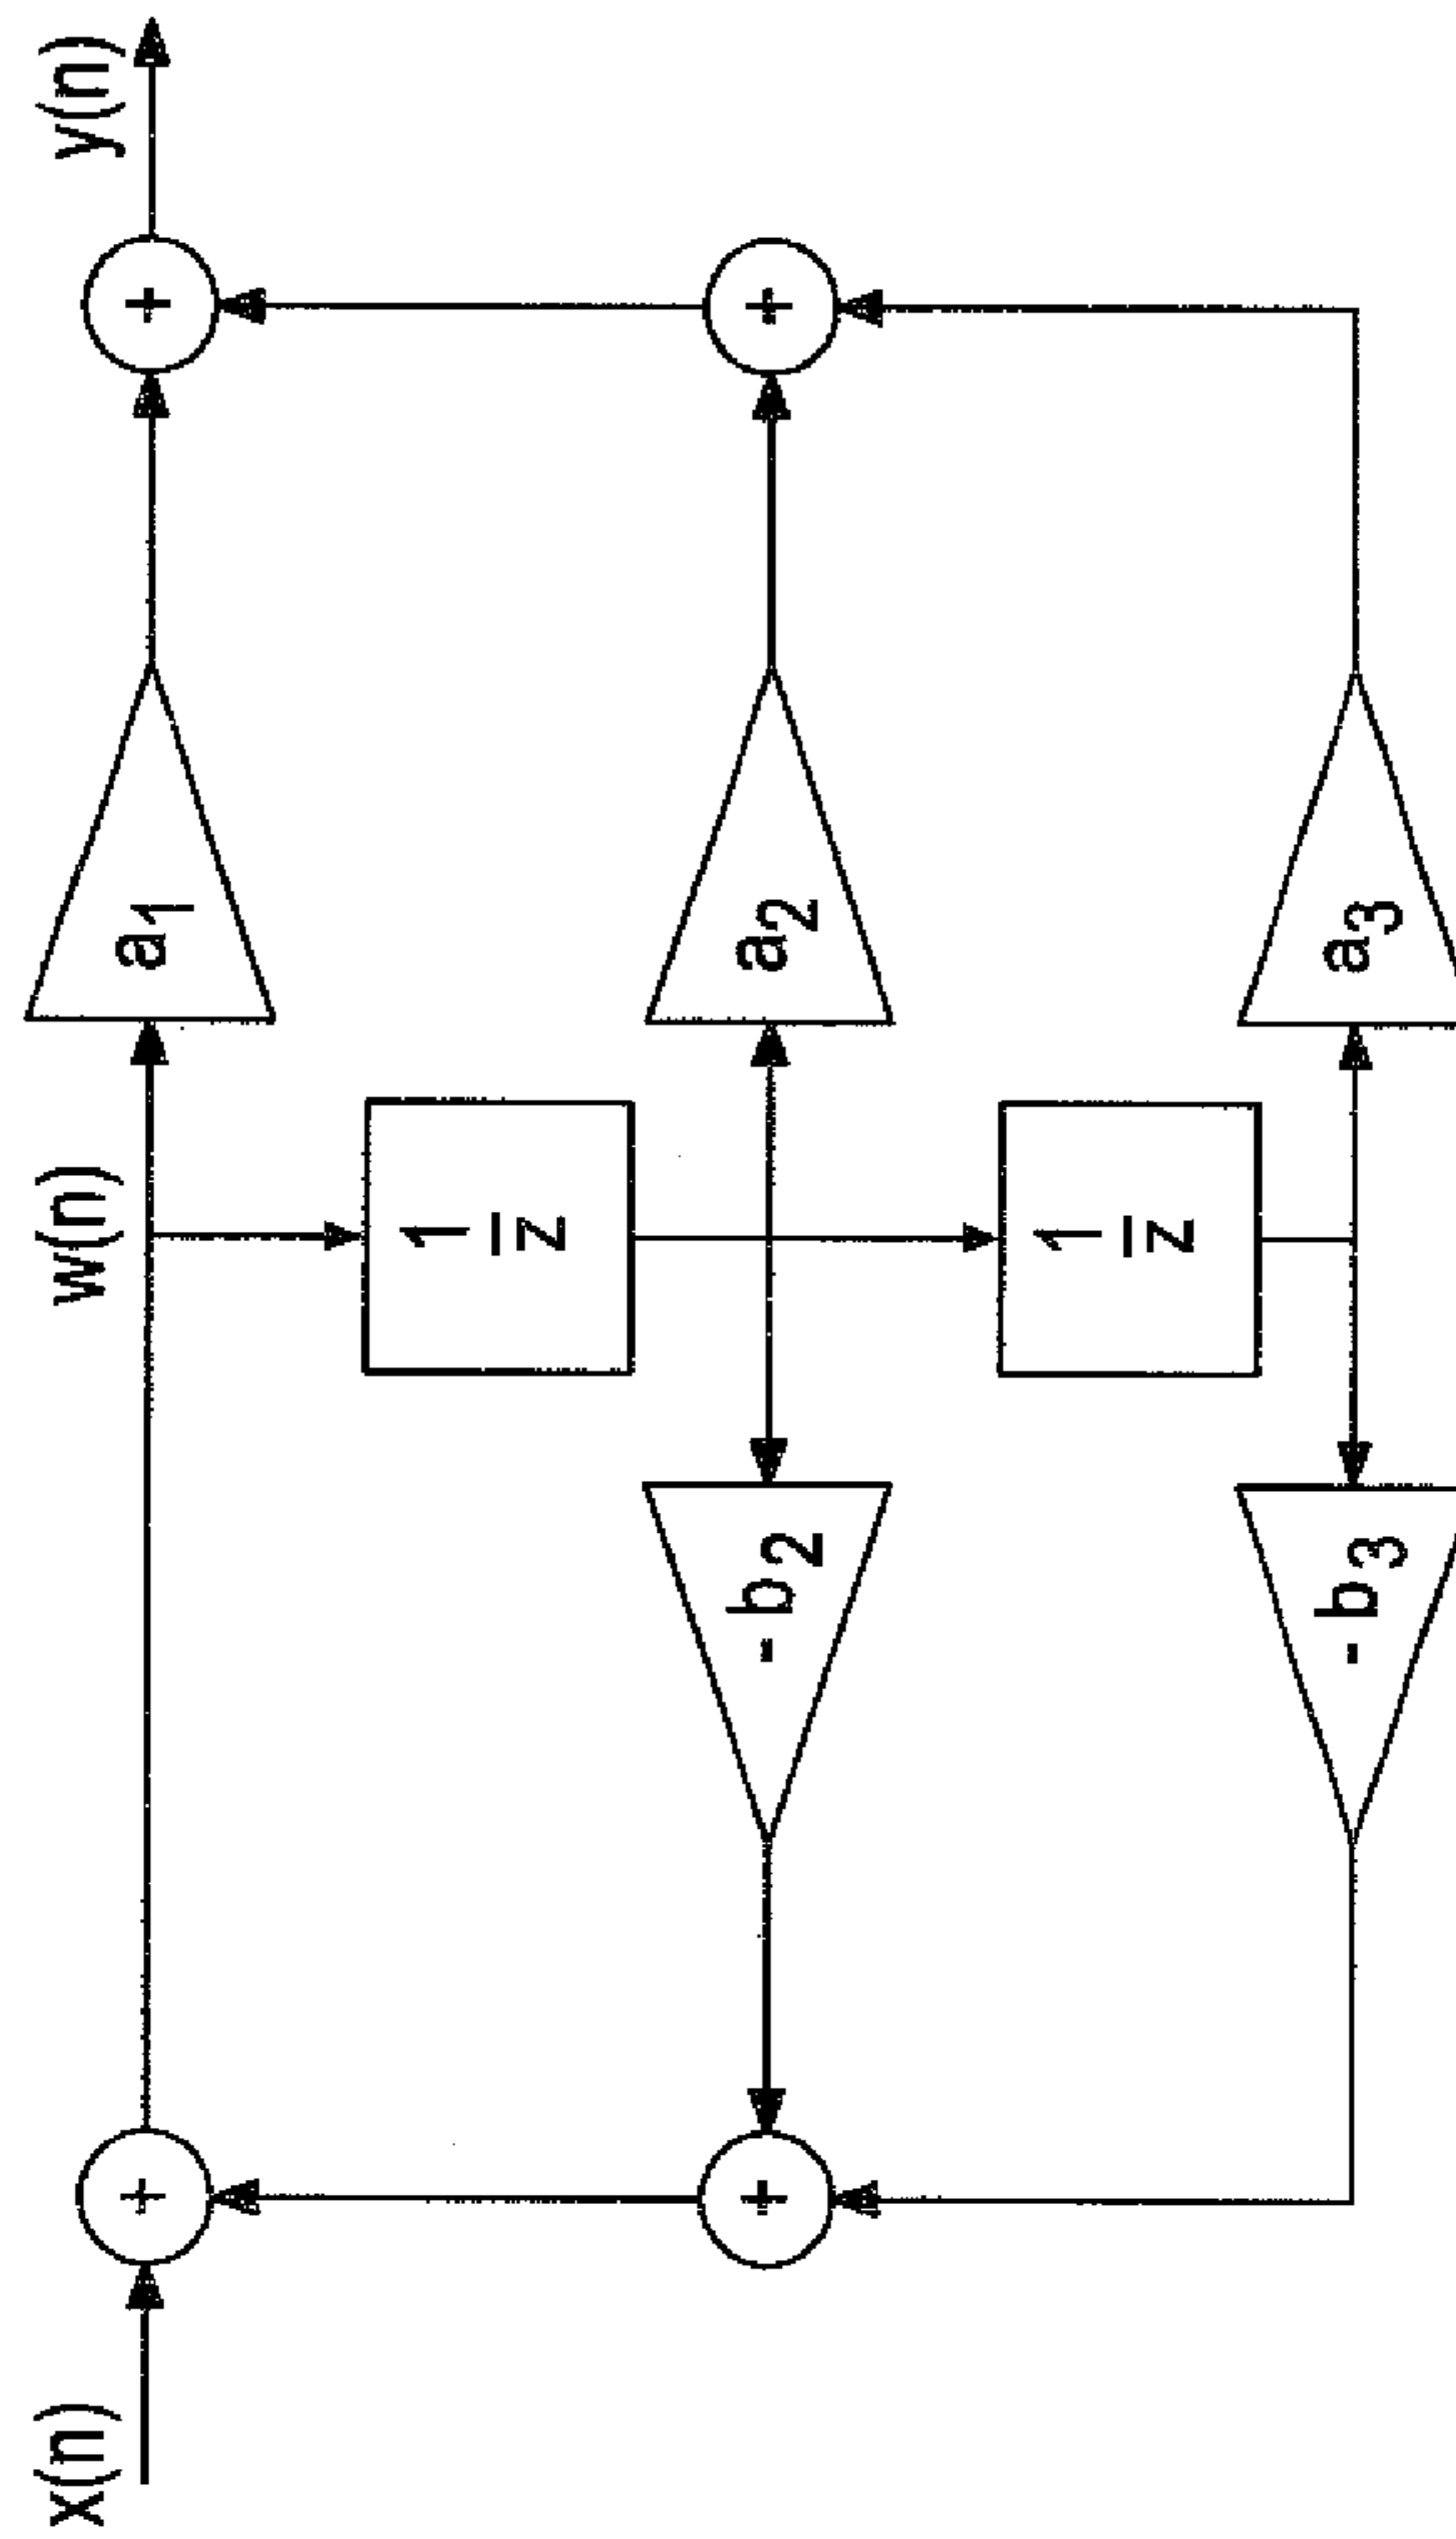 x(n)
w(n)
y(n)
+
+
a1
1
z
+
- b2
a2
+
1
z
- b3
a3